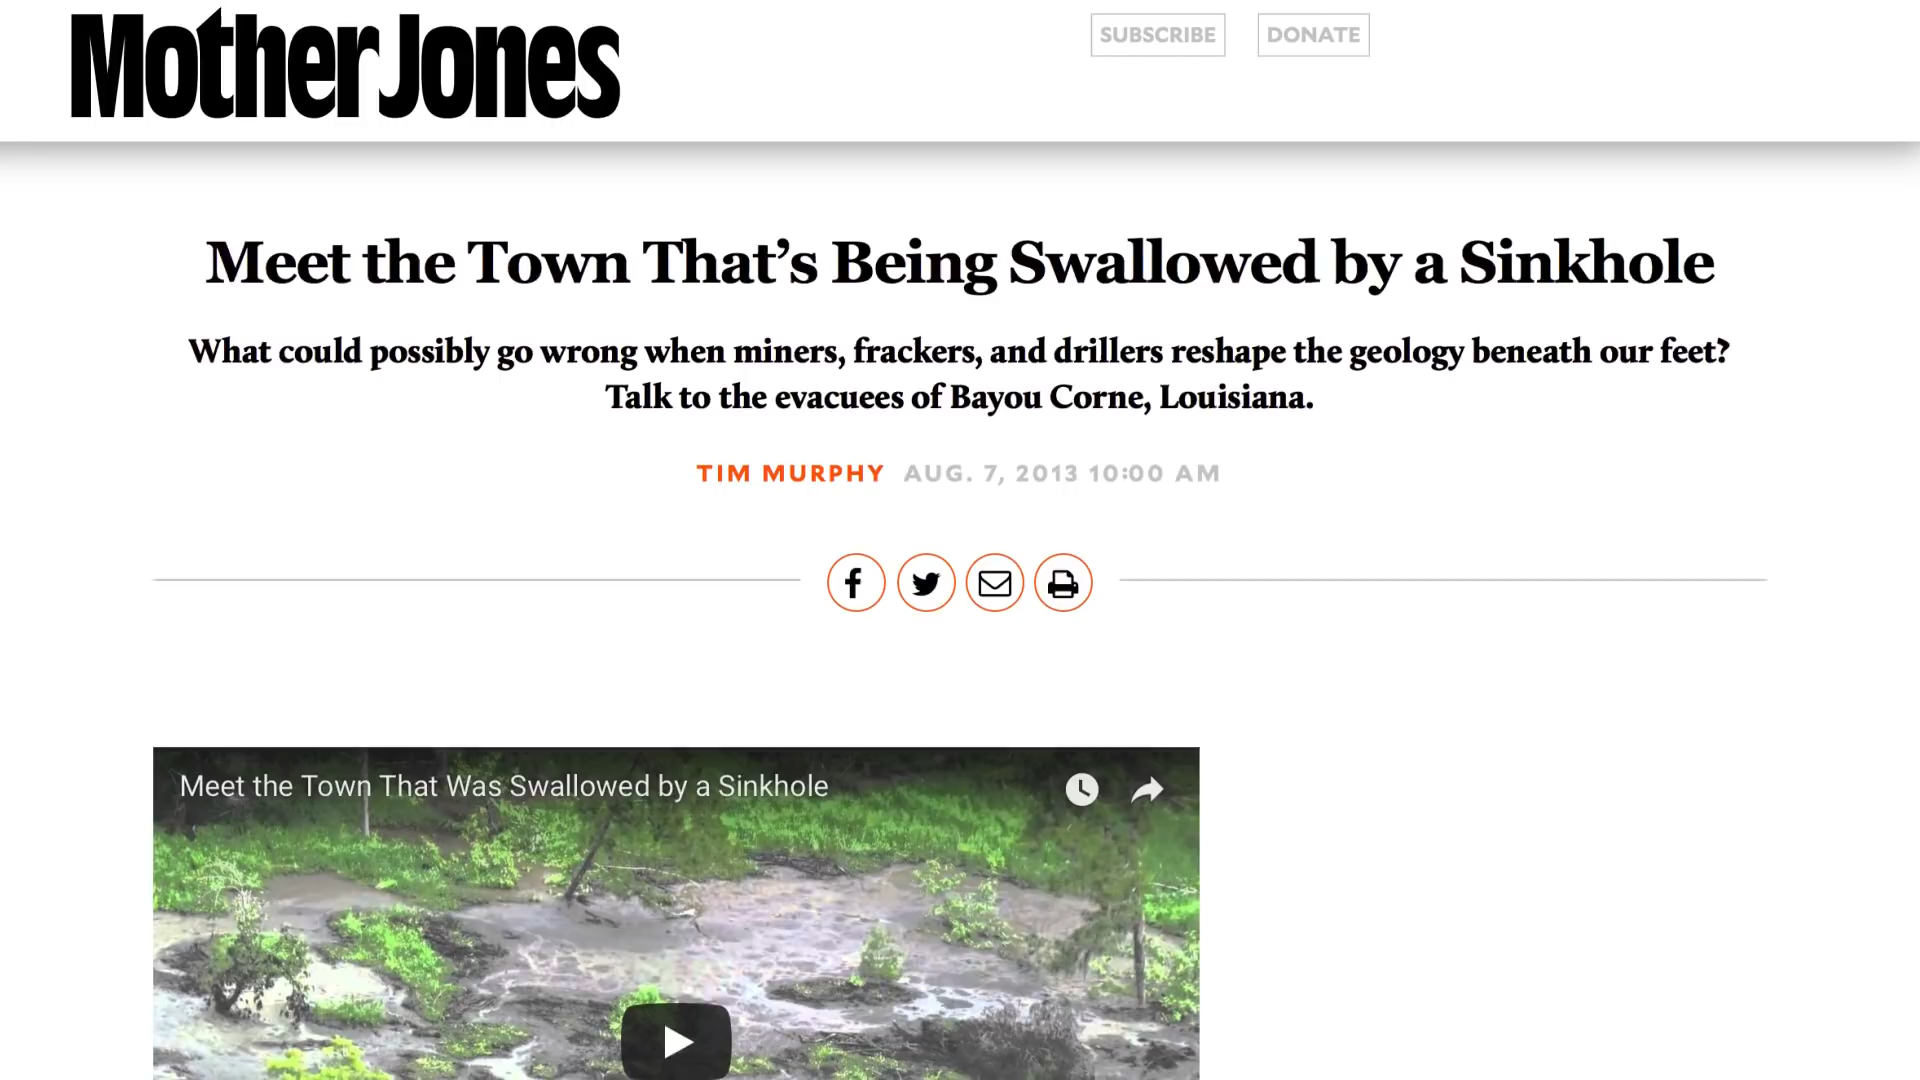 Mother Jones
SUBSCRIBE
DONATE
Meet the Town That’s Being Swallowed by a Sinkhole
What could possibly go wrong when miners, frackers, and drillers reshape the geology beneath our feet?
Talk to the evacuees of Bayou Corne, Louisiana.
TIM MURPHY AUG. 7, 2013 10:00 AM
Meet the Town That Was Swallowed by a Sinkhole